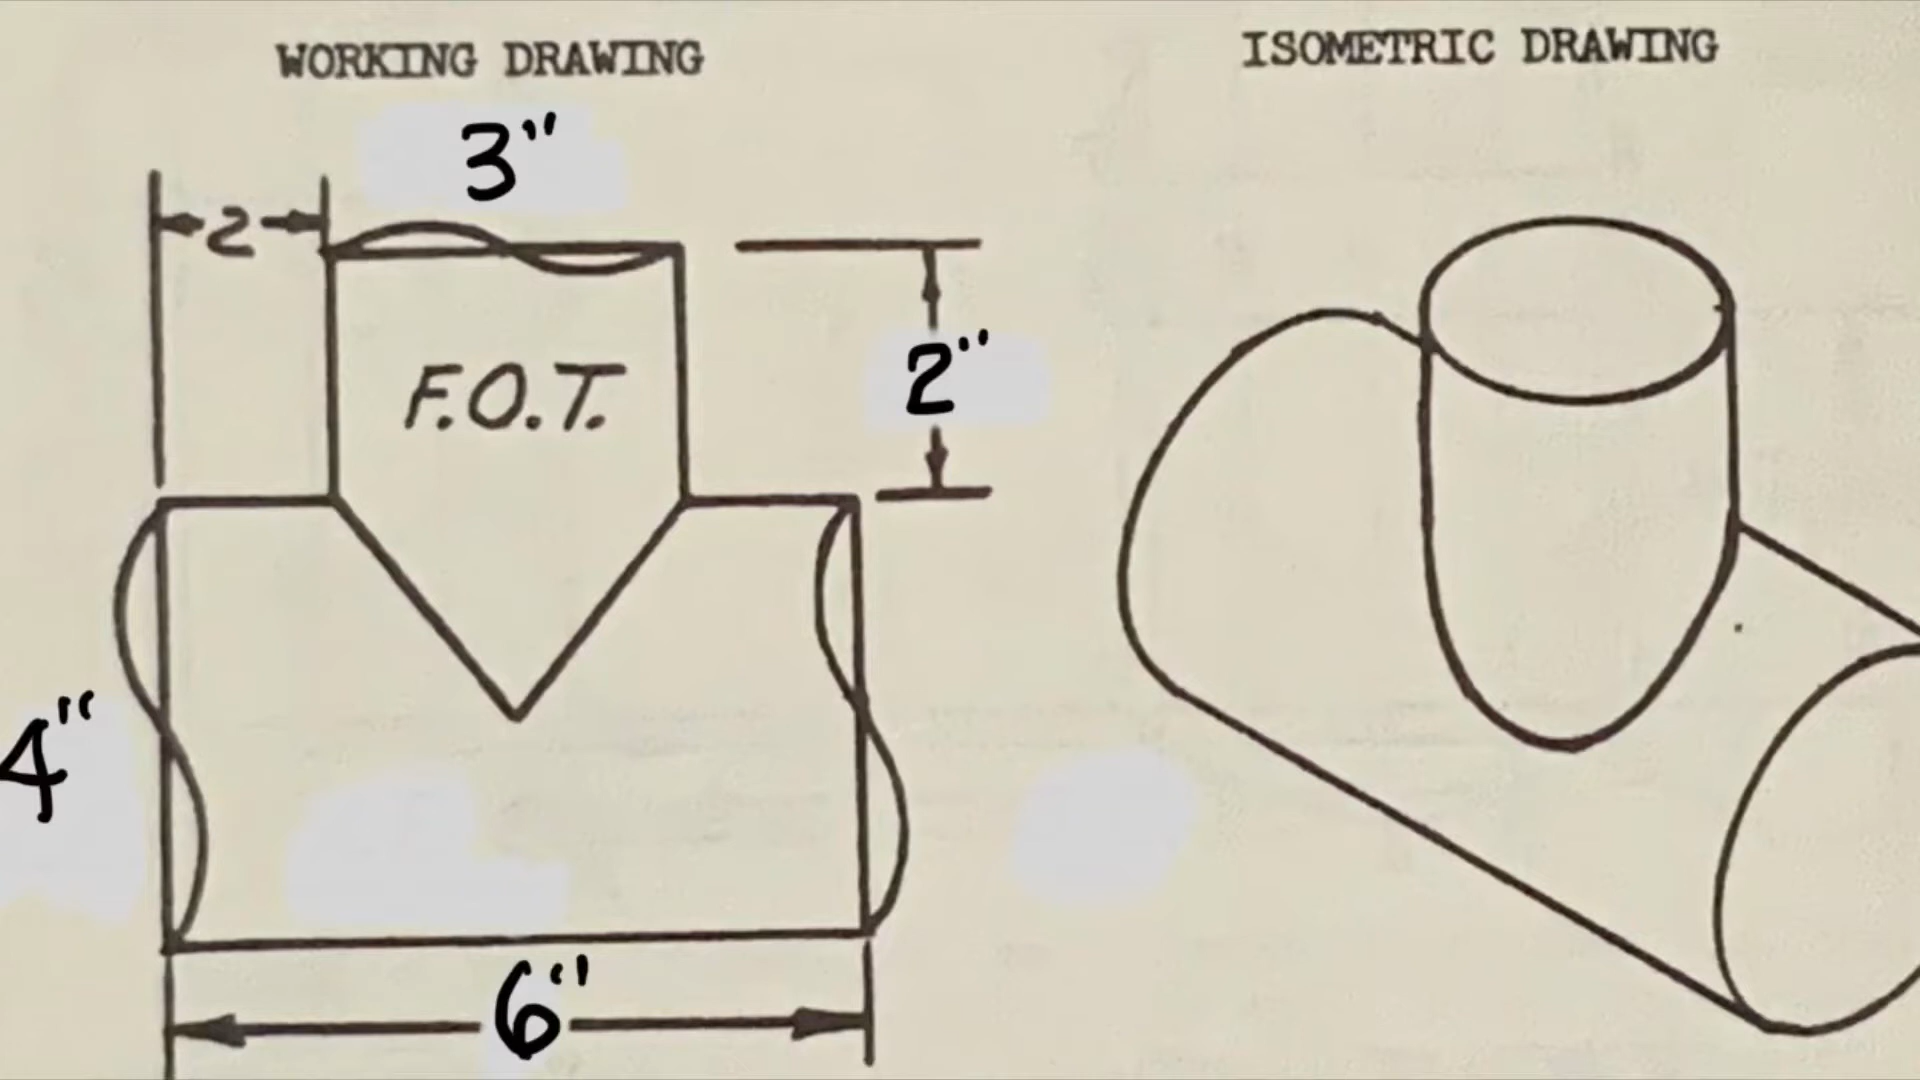 WORKING DRAWING
ISOMETRIC DRAWING
3"
2
F.O.T.
2"
4"
6"